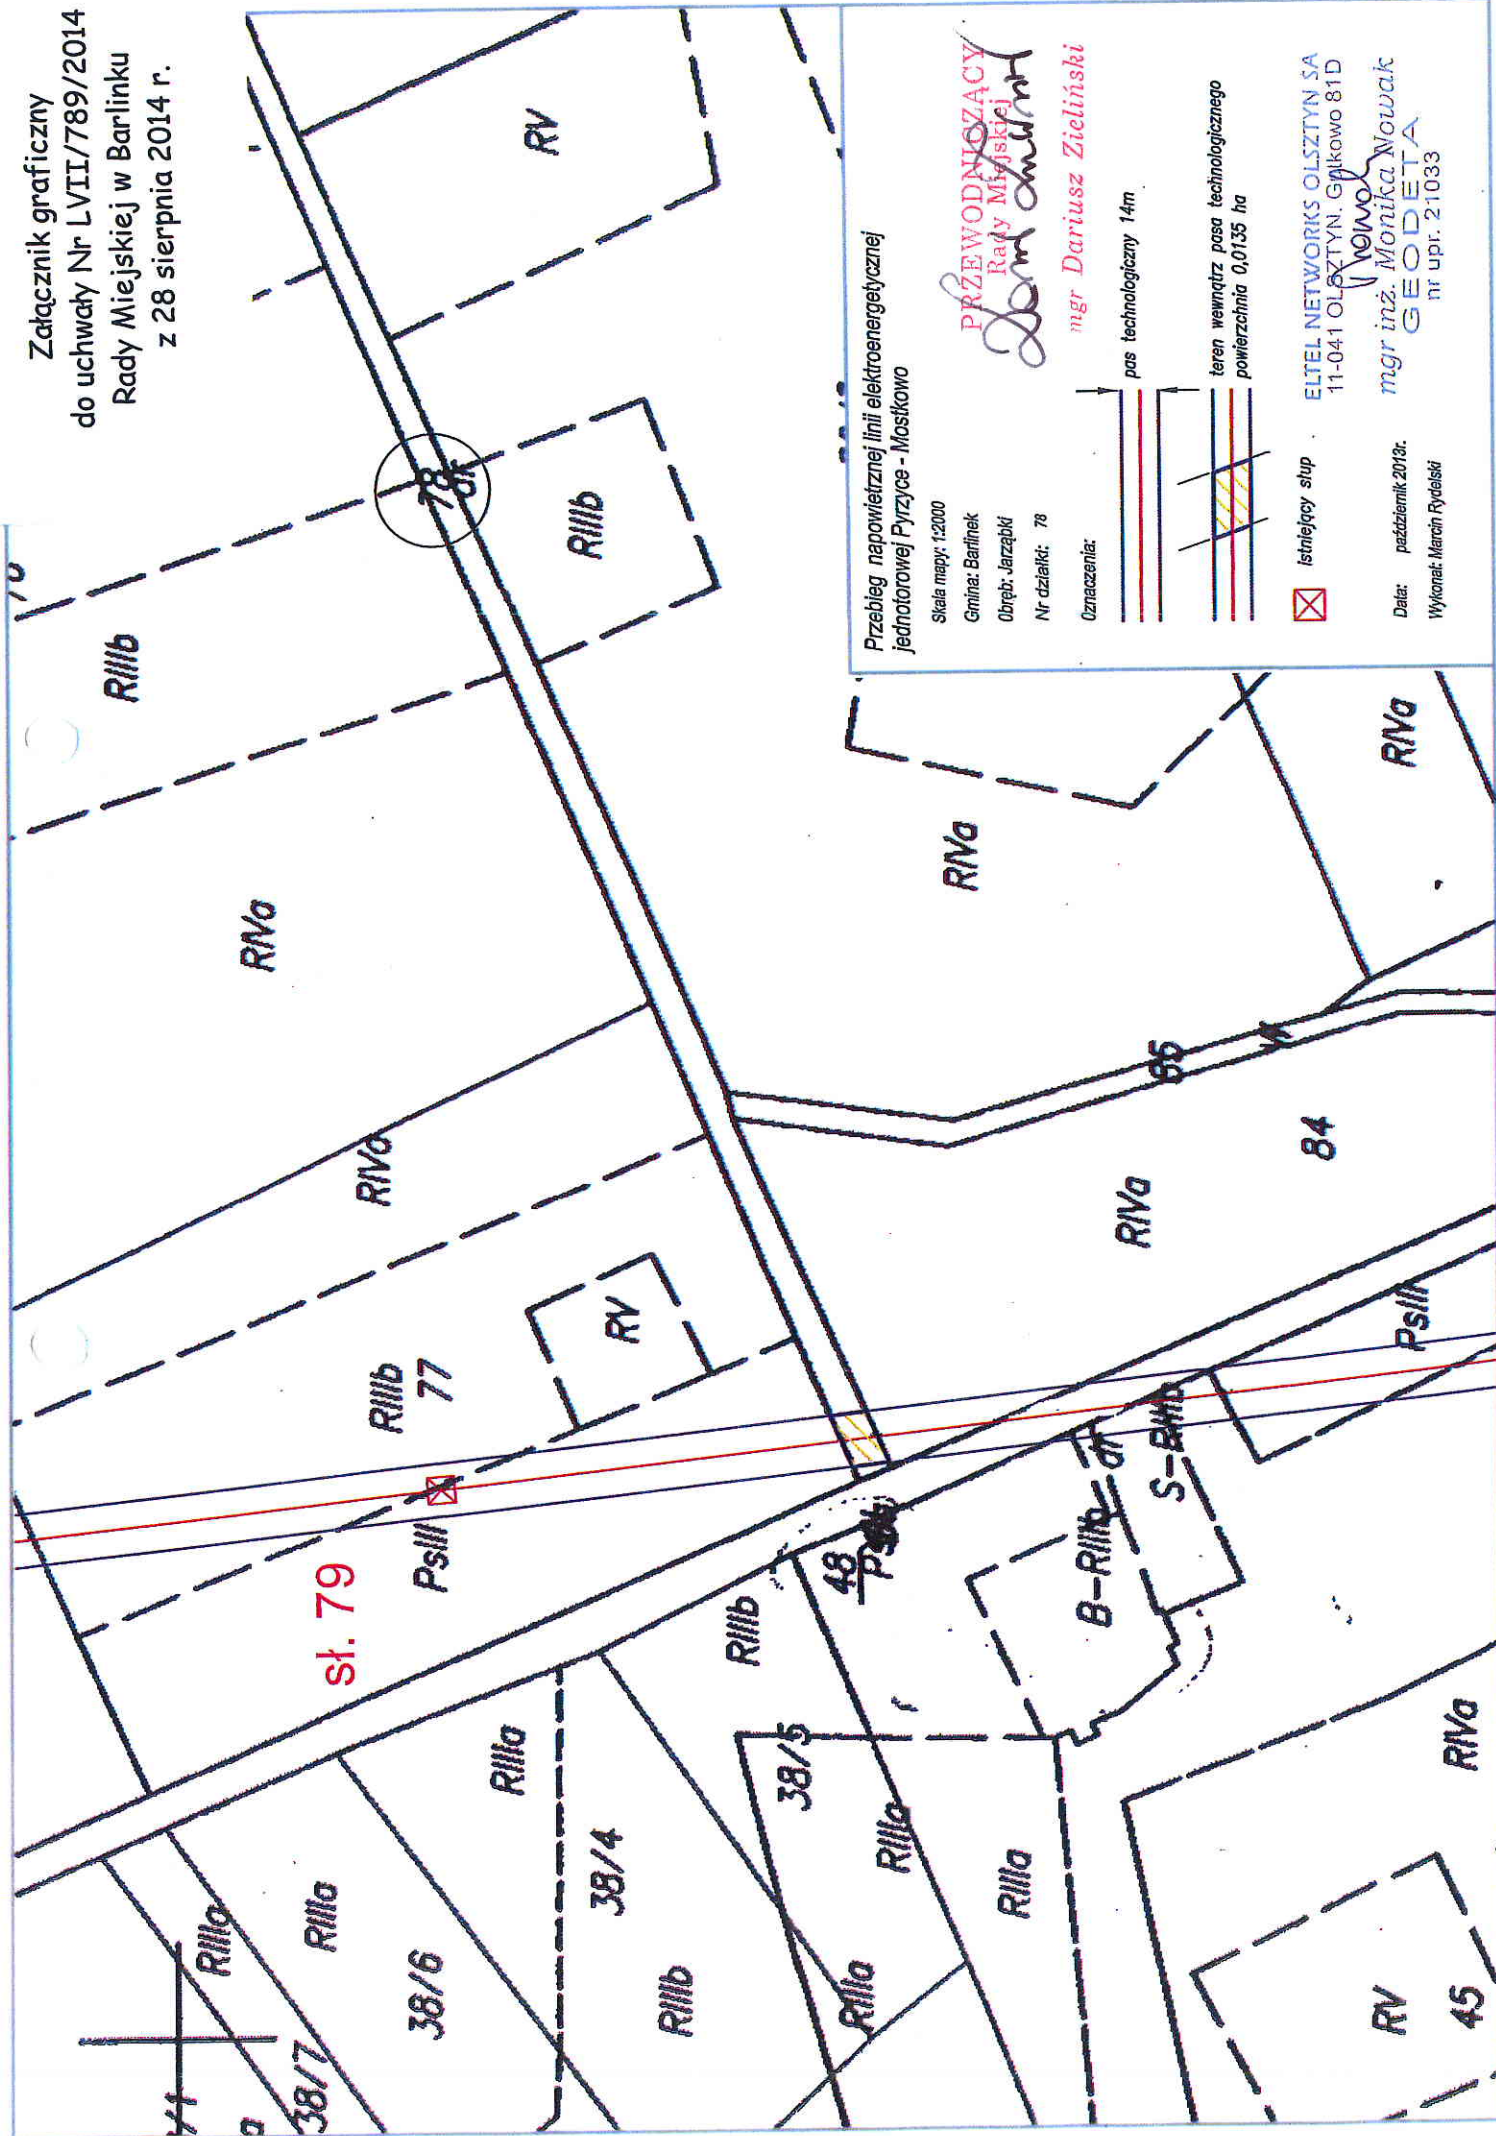 Załącznik graficzny
do uchwały Nr LVII/789/2014
Rady Miejskiej w Barlinku
z 28 sierpnia 2014 r.
RV
78
dr
RIIIb
RIIIb
RIVa
RIVa
RIVa
RIVa
RIIIb
77
RV
86
W
84
RIVa
PsIII
PsIII
sł. 79
48
B-RIIIb
dr
S-RIIIb
RIIIb
RIIIa
38/5
38/4
RIIIa
RIIIa
RIIIa
RIIIa
38/6
RIIIb
RIIIa
38/7
RIVa
RV
45
Przebieg napowietrznej linii elektroenergetycznej
jednotorowej Pyrzyce - Mostkowo
Skala mapy: 1:2000
Gmina: Barlinek
Obręb: Jarząbki
Nr działki: 78
Oznaczenia:
PRZEWODNICZĄCY
Rady Miejskiej
mgr Dariusz Zieliński
pas technologiczny 14m
teren wewnątrz pasa technologicznego
powierzchnia 0,0135 ha
Istniejący słup
ELTEL NETWORKS OLSZTYN SA
11-041 OLSZTYN, Gutkowo 81D
mgr inż. Monika Nowak
GEODETA
nr upr. 21033
Data: październik 2013r.
Wykonał: Marcin Rydelski